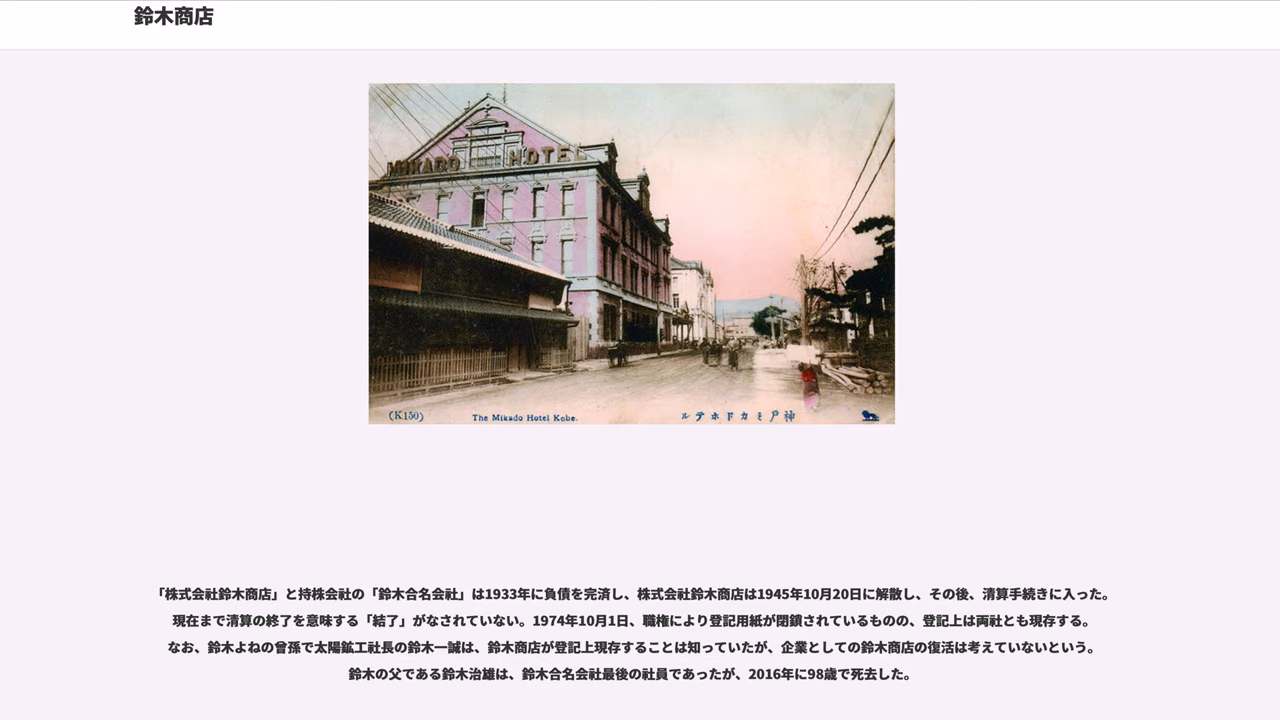 鈴木商店
MIKADO HOTEL
(K150) The Mikado Hotel Kobe. ルテホドカミ戸神
「株式会社鈴木商店」と持株会社の「鈴木合名会社」は1933年に負債を完済し、株式会社鈴木商店は1945年10月20日に解散し、その後、清算手続きに入った。
現在まで清算の終了を意味する「結了」がなされていない。1974年10月1日、職権により登記用紙が閉鎖されているものの、登記上は両社とも現存する。
なお、鈴木よねの曾孫で太陽鉱工社長の鈴木一誠は、鈴木商店が登記上現存することは知っていたが、企業としての鈴木商店の復活は考えていないという。
鈴木の父である鈴木治雄は、鈴木合名会社最後の社員であったが、2016年に98歳で死去した。